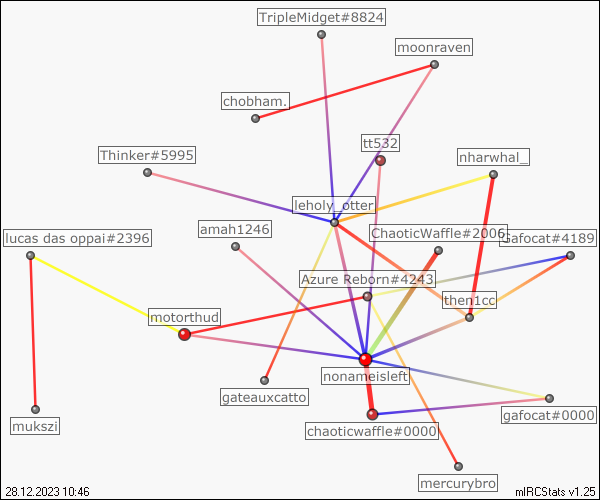 TripleMidget#8824
moonraven
chobham.
tt532
Thinker#5995
nharwhal_
leholy_otter
amah1246
ChaoticWaffle#2006
Gafocat#4189
lucas das oppai#2396
Azure Reborn#4243
then1cc
motorthud
nonameisleft
gateauxcatto
gafocat#0000
mukszi
chaoticwaffle#0000
mercurybro
28.12.2023 10:46
mIRCStats v1.25